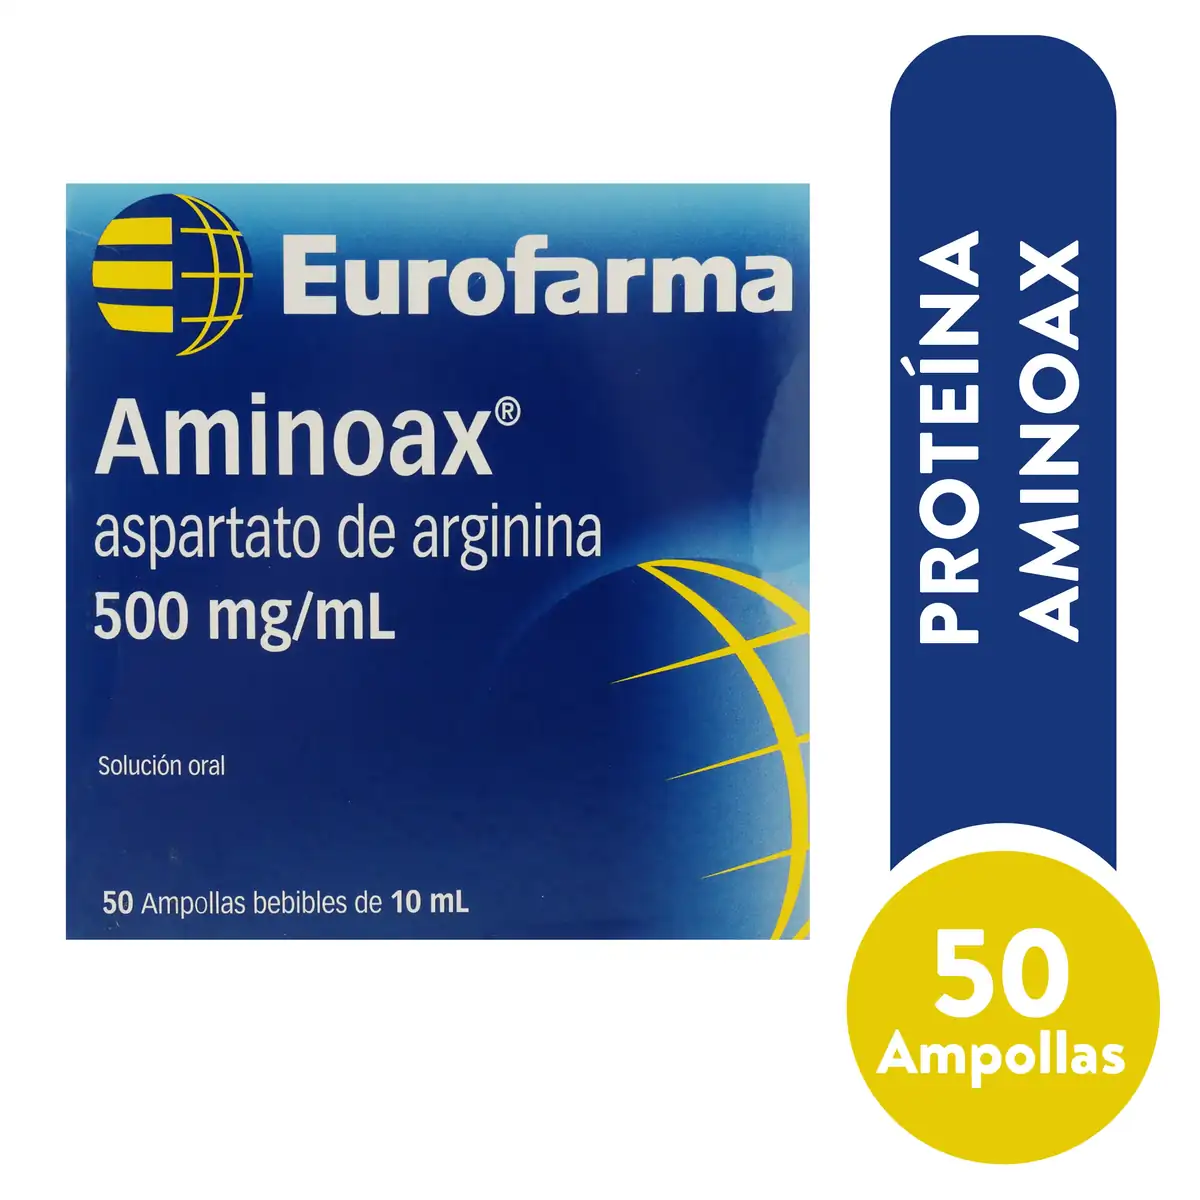 Eurofarma
Aminoax®
aspartato de arginina
500 mg/mL
Solución oral
50 Ampollas bebibles de 10 mL
PROTEÍNA
AMINOAX
50
Ampollas